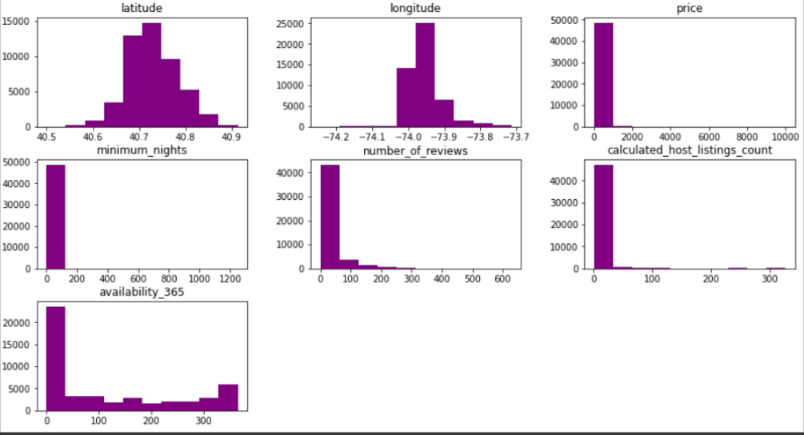 latitude
15000
10000
5000
0
40.5 40.6 40.7 40.8 40.9
longitude
25000
20000
15000
10000
5000
0
−74.2 −74.1 −74.0 −73.9 −73.8 −73.7
price
50000
40000
30000
20000
10000
0
0 2000 4000 6000 8000 10000
minimum_nights
50000
40000
30000
20000
10000
0
0 200 400 600 800 1000 1200
number_of_reviews
40000
30000
20000
10000
0
0 100 200 300 400 500 600
calculated_host_listings_count
40000
30000
20000
10000
0
0 100 200 300
availability_365
20000
15000
10000
5000
0
0 100 200 300